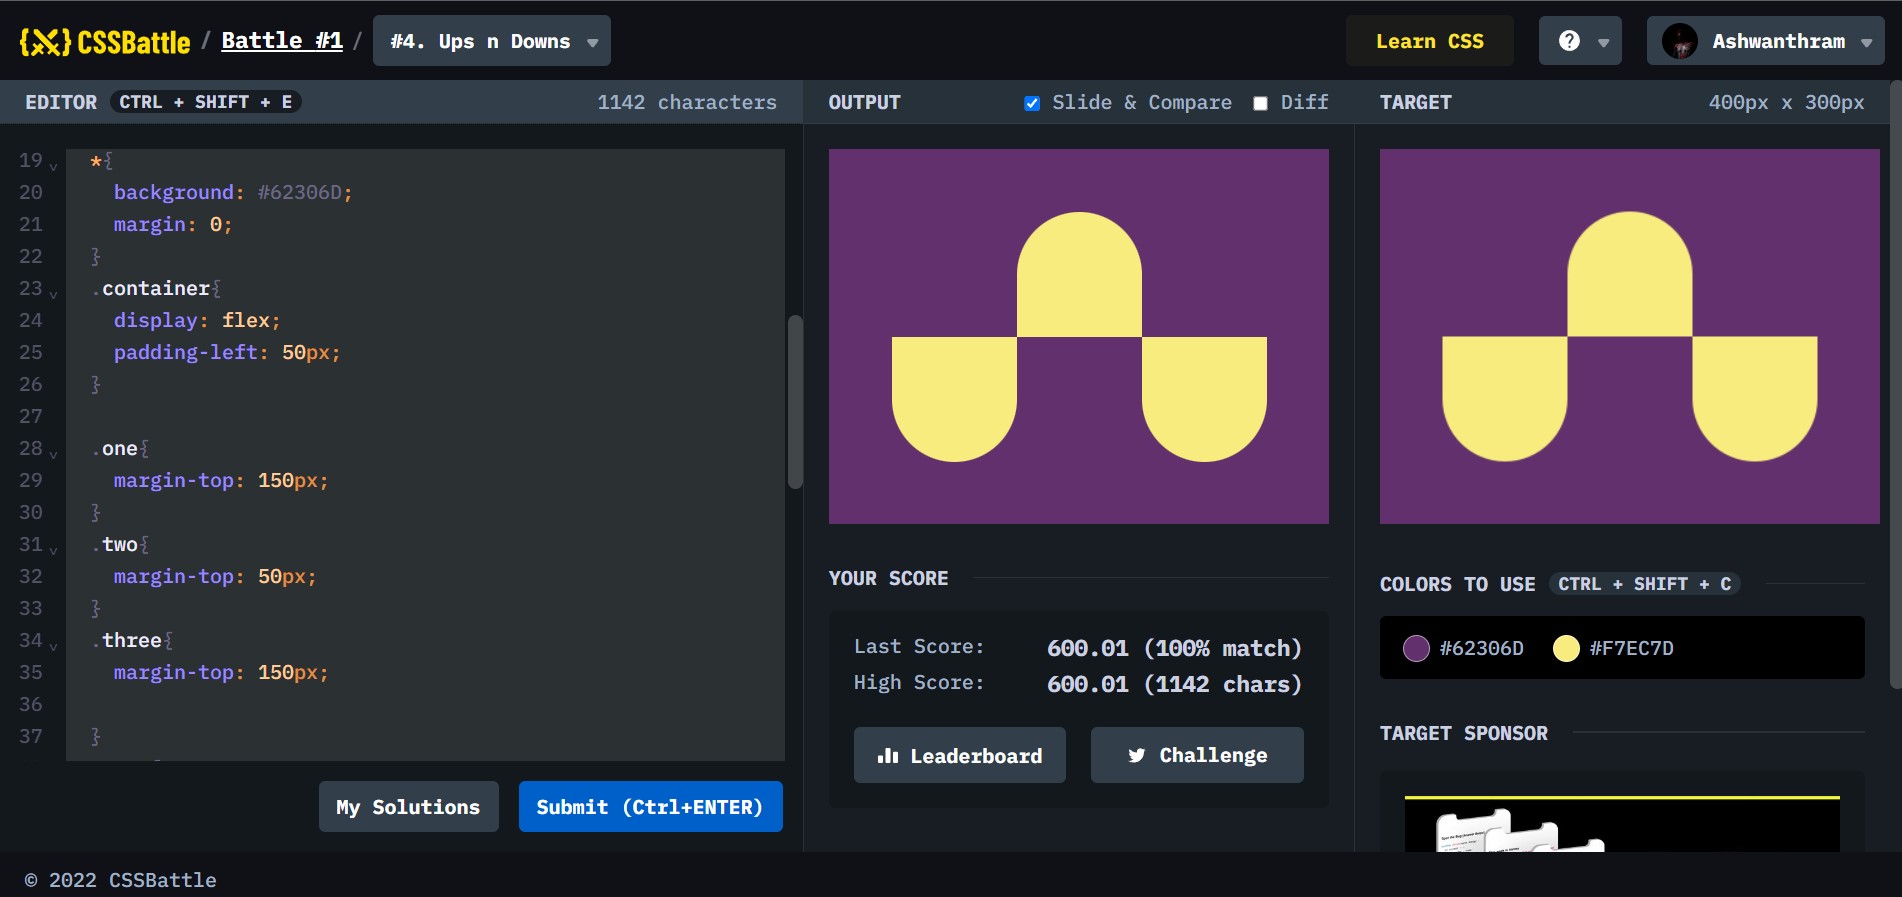 {X} CSSBattle / Battle #1 / #4. Ups n Downs
Learn CSS
?
Ashwanthram
EDITOR CTRL + SHIFT + E 1142 characters
19 *{
20 background: #62306D;
21 margin: 0;
22 }
23 .container{
24 display: flex;
25 padding-left: 50px;
26 }
27
28 .one{
29 margin-top: 150px;
30 }
31 .two{
32 margin-top: 50px;
33 }
34 .three{
35 margin-top: 150px;
36
37 }
My Solutions
Submit (Ctrl+ENTER)
OUTPUT Slide & Compare Diff
YOUR SCORE
Last Score: 600.01 (100% match)
High Score: 600.01 (1142 chars)
Leaderboard
Challenge
TARGET 400px x 300px
COLORS TO USE CTRL + SHIFT + C
#62306D #F7EC7D
TARGET SPONSOR
© 2022 CSSBattle